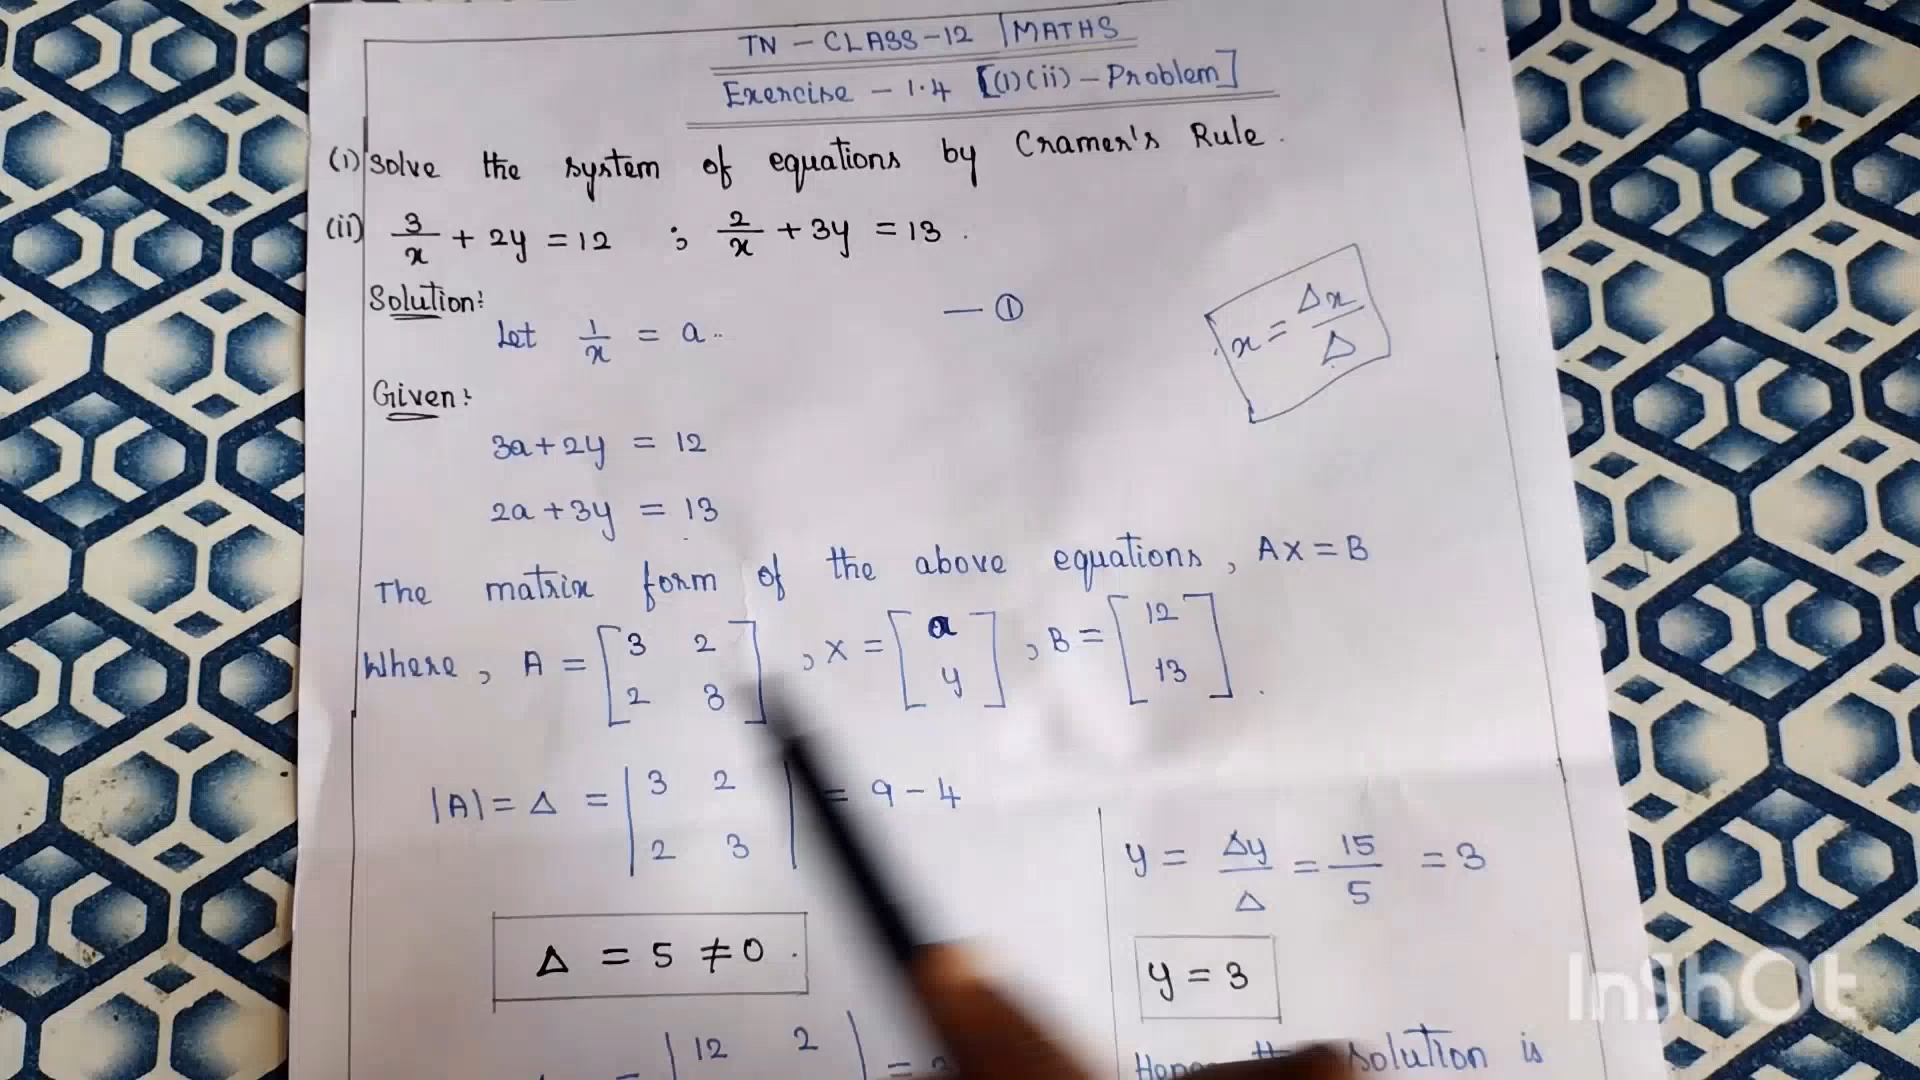 TN - CLASS-12 | MATHS
Exercise - 1.4 [(1)(ii) - Problem]
(1) Solve the system of equations by Cramer's Rule.
(ii) 3/x + 2y = 12 ; 2/x + 3y = 13.
Solution:
Let 1/x = a — ①
x = Δx/Δ
Given:
3a + 2y = 12
2a + 3y = 13
The matrix form of the above equations, AX = B
Where, A = [3 2; 2 3], X = [a; y], B = [12; 13].
|A| = Δ = |3 2; 2 3| = 9 - 4
Δ = 5 ≠ 0.
12 2
y = Δy/Δ = 15/5 = 3
y = 3
solution is
InShOt